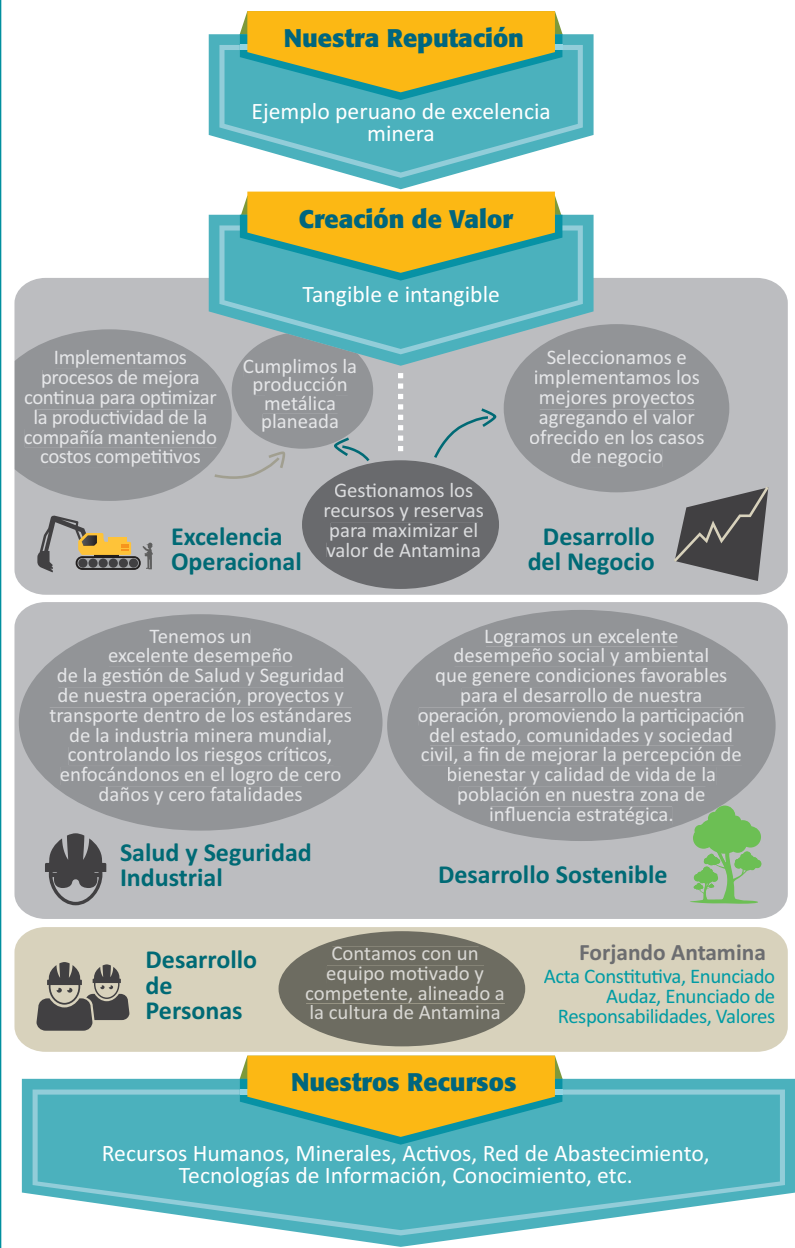 Nuestra Reputación
Ejemplo peruano de excelencia
minera
Creación de Valor
Tangible e intangible
Implementamos
procesos de mejora
continua para optimizar
la productividad de la
compañía manteniendo
costos competitivos
Cumplimos la
producción
metálica
planeada
Seleccionamos e
implementamos los
mejores proyectos
agregando el valor
ofrecido en los casos
de negocio
Gestionamos los
recursos y reservas
para maximizar el
valor de Antamina
Excelencia
Operacional
Desarrollo
del Negocio
Tenemos un
excelente desempeño
de la gestión de Salud y Seguridad
de nuestra operación, proyectos y
transporte dentro de los estándares
de la industria minera mundial,
controlando los riesgos críticos,
enfocándonos en el logro de cero
daños y cero fatalidades
Logramos un excelente
desempeño social y ambiental
que genere condiciones favorables
para el desarrollo de nuestra
operación, promoviendo la participación
del estado, comunidades y sociedad
civil, a fin de mejorar la percepción de
bienestar y calidad de vida de la
población en nuestra zona de
influencia estratégica.
Salud y Seguridad
Industrial
Desarrollo Sostenible
Desarrollo
de
Personas
Contamos con un
equipo motivado y
competente, alineado a
la cultura de Antamina
Forjando Antamina
Acta Constitutiva, Enunciado
Audaz, Enunciado de
Responsabilidades, Valores
Nuestros Recursos
Recursos Humanos, Minerales, Activos, Red de Abastecimiento,
Tecnologías de Información, Conocimiento, etc.